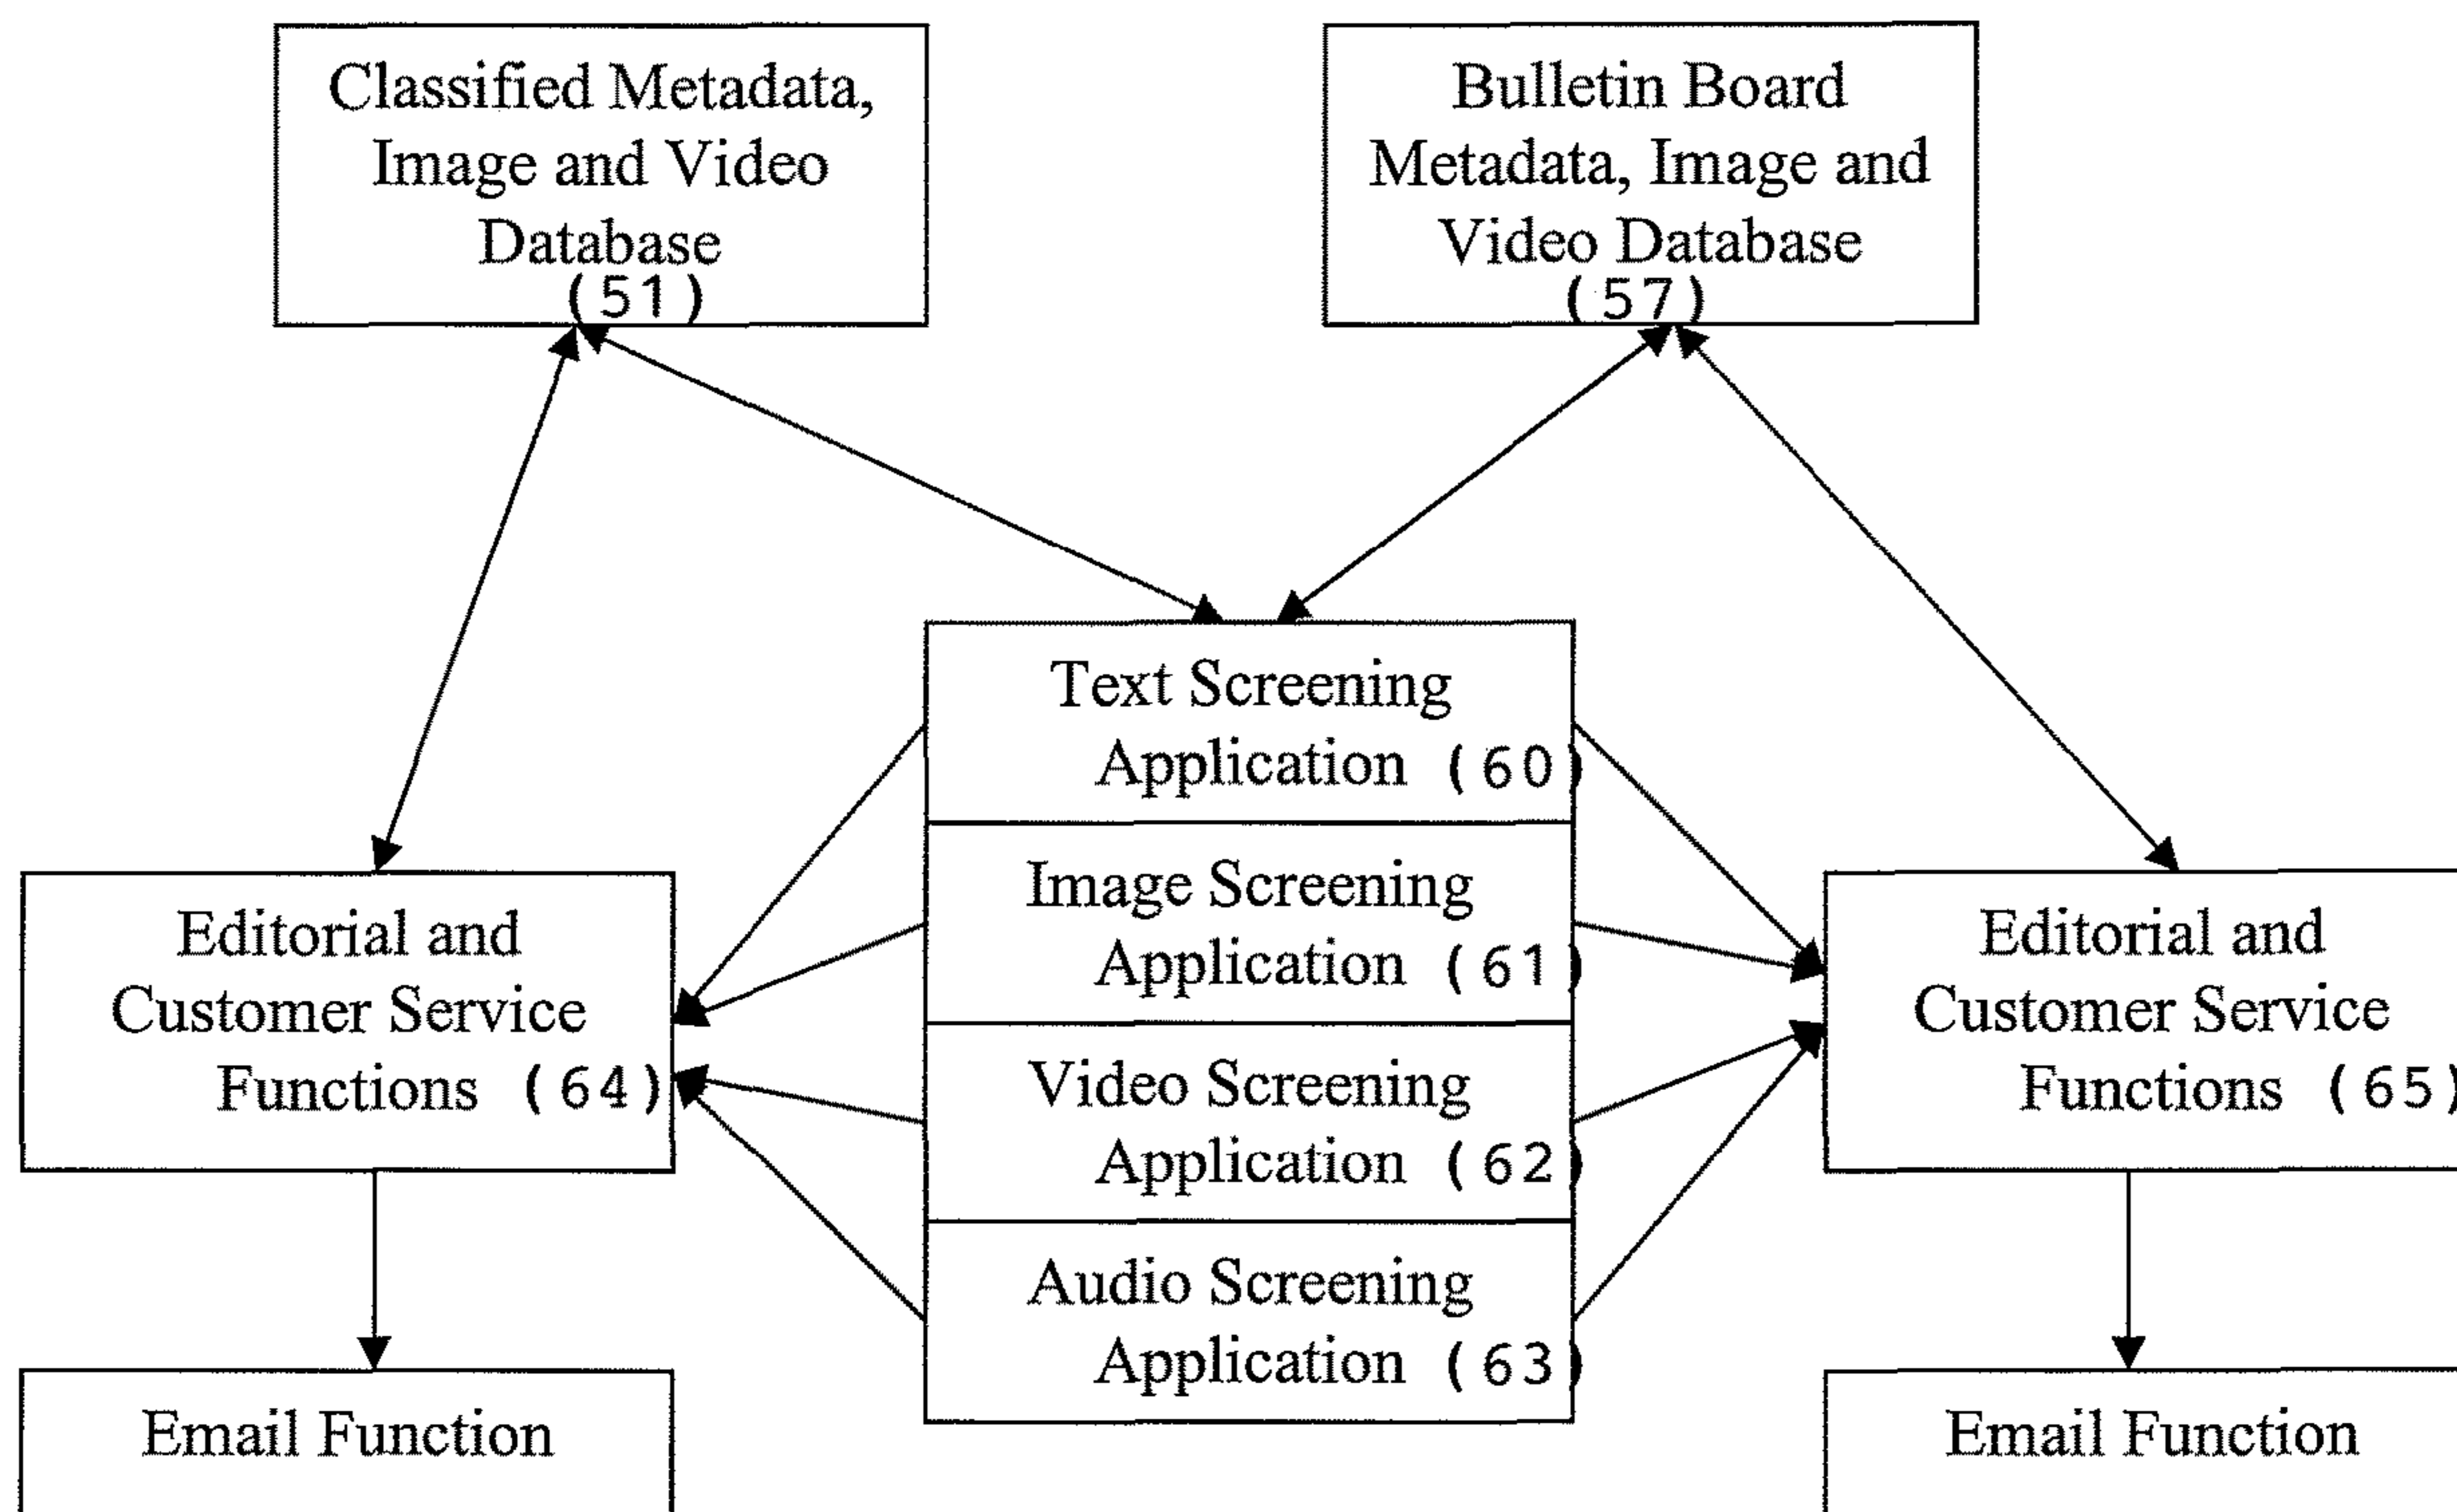 Classified Metadata,
Image and Video
Database
(51)
Bulletin Board
Metadata, Image and
Video Database
(57)
Text Screening
Application (60)
Image Screening
Application (61)
Video Screening
Application (62)
Audio Screening
Application (63)
Editorial and
Customer Service
Functions (64)
Editorial and
Customer Service
Functions (65)
Email Function
Email Function